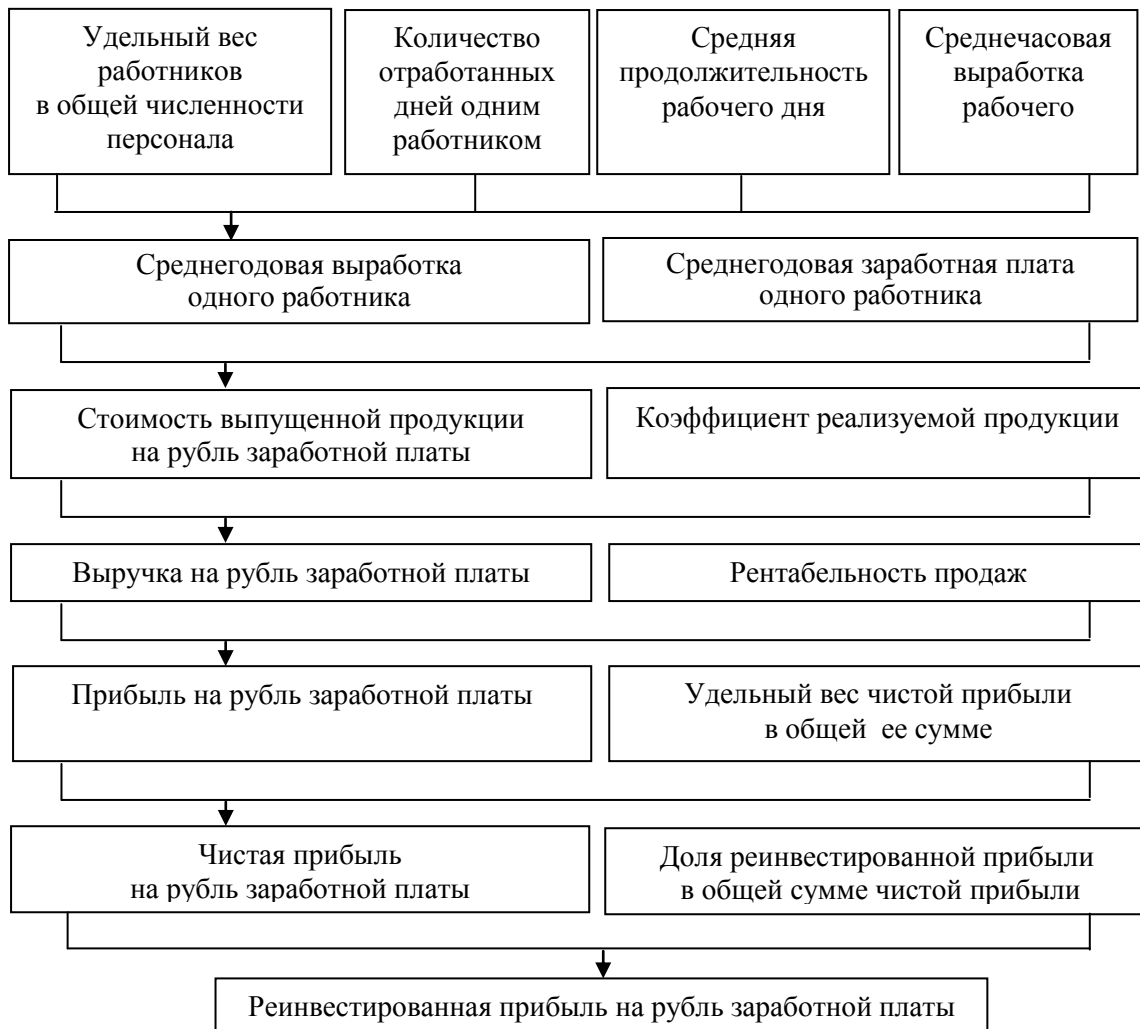 Удельный вес
работников
в общей численности
персонала
Количество
отработанных
дней одним
работником
Средняя
продолжительность
рабочего дня
Среднечасовая
выработка
рабочего
Среднегодовая выработка
одного работника
Среднегодовая заработная плата
одного работника
Стоимость выпущенной продукции
на рубль заработной платы
Коэффициент реализуемой продукции
Выручка на рубль заработной платы
Рентабельность продаж
Прибыль на рубль заработной платы
Удельный вес чистой прибыли
в общей ее сумме
Чистая прибыль
на рубль заработной платы
Доля реинвестированной прибыли
в общей сумме чистой прибыли
Реинвестированная прибыль на рубль заработной платы